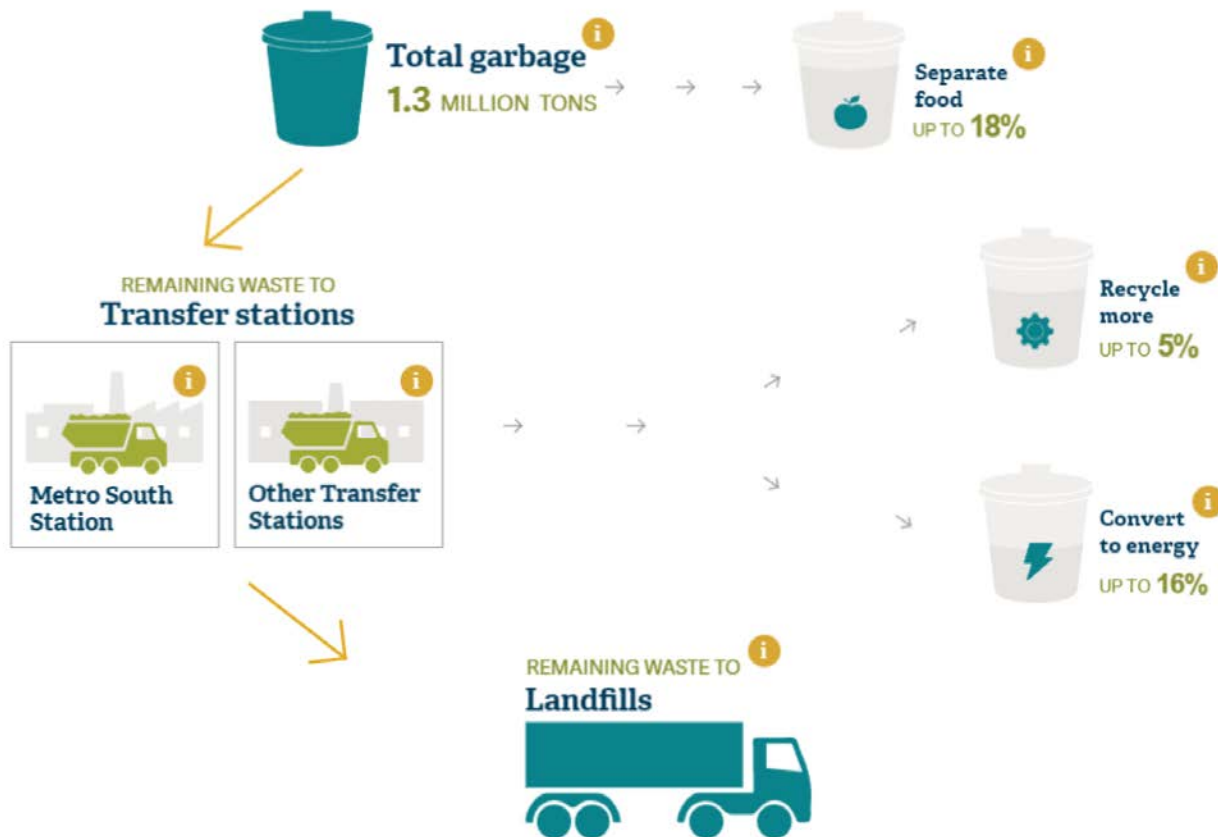 Total garbage
1.3 MILLION TONS
Separate
food
UP TO 18%
REMAINING WASTE TO
Transfer stations
Metro South
Station
Other Transfer
Stations
Recycle
more
UP TO 5%
Convert
to energy
UP TO 16%
REMAINING WASTE TO
Landfills
i
i
i
i
i
i
i